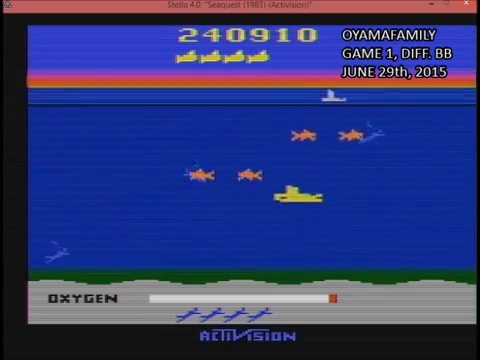 Stella 4.0: "Seaquest (1983) (Activision)"
240910
OYAMAFAMILY
GAME 1, DIFF. BB
JUNE 29th, 2015
OXYGEN
ACTIVISION